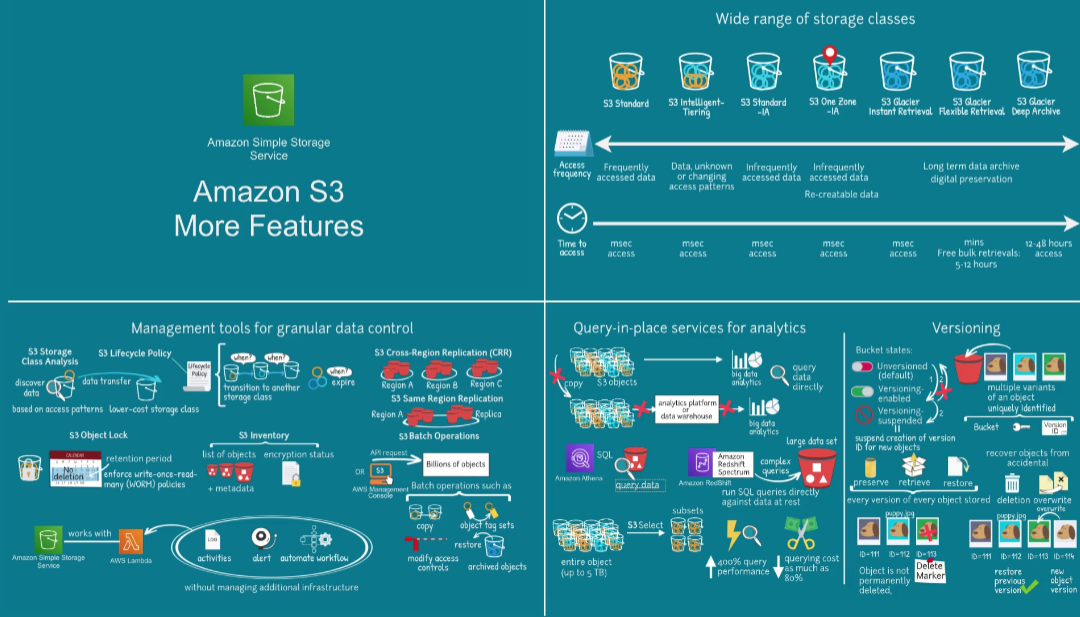 Amazon Simple Storage
Service
Amazon S3
More Features
Wide range of storage classes
S3 Standard
S3 Intelligent-
Tiering
S3 Standard
-IA
S3 One Zone
-IA
S3 Glacier
Instant Retrieval
S3 Glacier
Flexible Retrieval
S3 Glacier
Deep Archive
Access
frequency
Frequently
accessed data
Data, unknown
or changing
access patterns
Infrequently
accessed data
Infrequently
accessed data
Re-creatable data
Long term data archive
digital preservation
Time to
access
msec
access
msec
access
msec
access
msec
access
msec
access
mins
Free bulk retrievals:
5-12 hours
12-48 hours
access
Management tools for granular data control
S3 Storage
Class Analysis
discover
data
based on access patterns
S3 Lifecycle Policy
data transfer
lower-cost storage class
Lifecycle
Policy
when?
when?
transition to another
storage class
when?
expire
S3 Cross-Region Replication (CRR)
Region A
Region B
Region C
S3 Same Region Replication
Region A
Replica
S3 Object Lock
CALENDAR
No
deletion
retention period
enforce write-once-read-
many (WORM) policies
S3 Inventory
list of objects
encryption status
+ metadata
S3 Batch Operations
API request
OR
S3
AWS Management
Console
Billions of objects
Batch operations such as
copy
object tag sets
modify access
controls
restore
archived objects
Amazon Simple Storage
Service
works with
AWS Lambda
LOG
activities
alert
automate workflow
without managing additional infrastructure
Query-in-place services for analytics
copy
S3 objects
big data
analytics
query
data
directly
analytics platform
or
data warehouse
big data
analytics
Amazon Athena
SQL
query data
Amazon RedShift
Amazon
Redshift
Spectrum
complex
queries
large data set
run SQL queries directly
against data at rest
entire object
(up to 5 TB)
S3 Select
subsets
400% query
performance
querying cost
as much as
80%
Versioning
Bucket states:
Unversioned
(default)
Versioning-
enabled
Versioning-
suspended
1
2
2
suspend creation of version
ID for new objects
multiple variants
of an object
uniquely identified
Bucket
Version
ID
preserve
retrieve
restore
every version of every object stored
recover objects from
accidental
deletion
overwrite
puppy.jpg
ID=111
ID=112
ID=113
Object is not
permanently
deleted,
Delete
Marker
overwrite
puppy.jpg
ID=111
ID=112
ID=113
ID=114
restore
previous
version
new
object
version